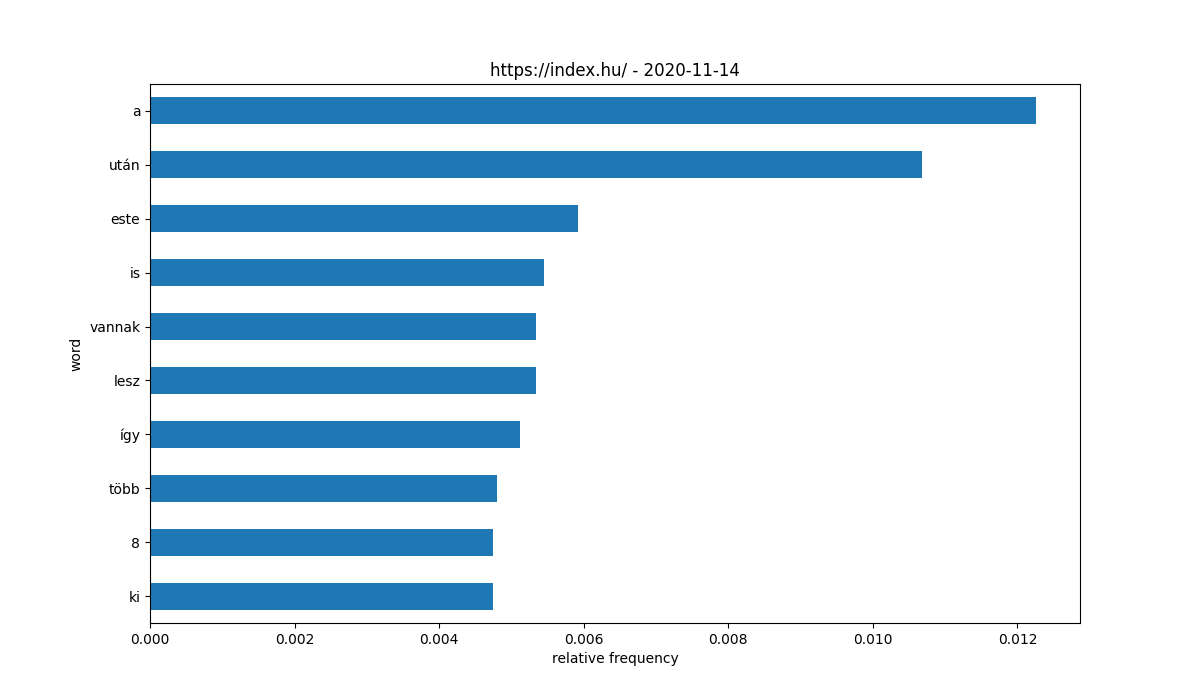 https://index.hu/ - 2020-11-14
a
után
este
is
vannak
lesz
így
több
8
ki
word
0.000 0.002 0.004 0.006 0.008 0.010 0.012
relative frequency